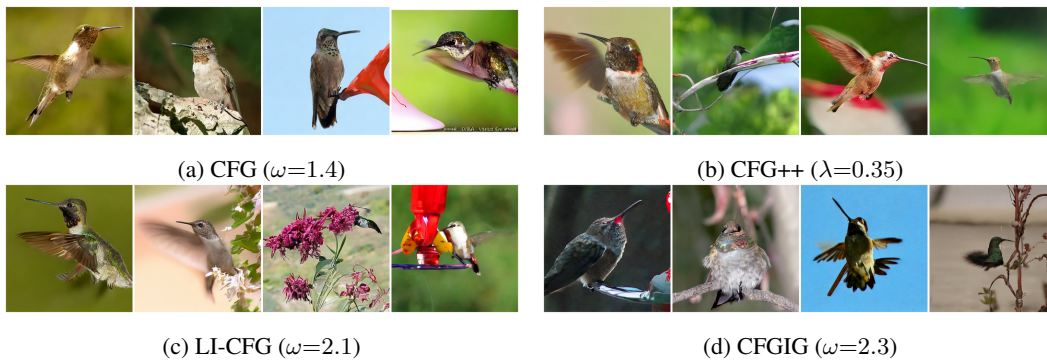 (a) CFG (ω=1.4)
(b) CFG++ (λ=0.35)
(c) LI-CFG (ω=2.1)
(d) CFGIG (ω=2.3)